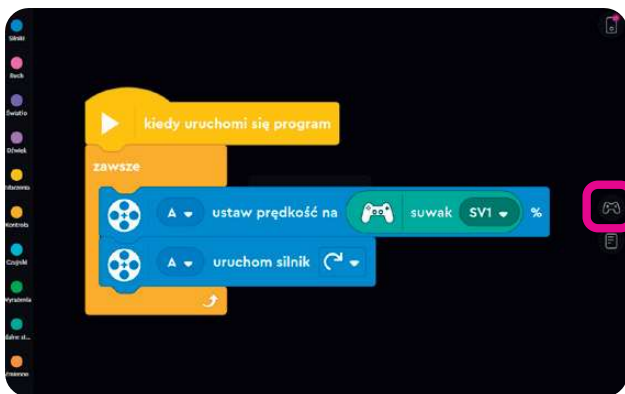 Silniki
Ruch
Światło
Dźwięk
Kontrola
Czujniki
Wyrażenia
Zmienne
kiedy uruchomi się program
zawsze
A ustaw prędkość na suwak SV1 %
A uruchom silnik